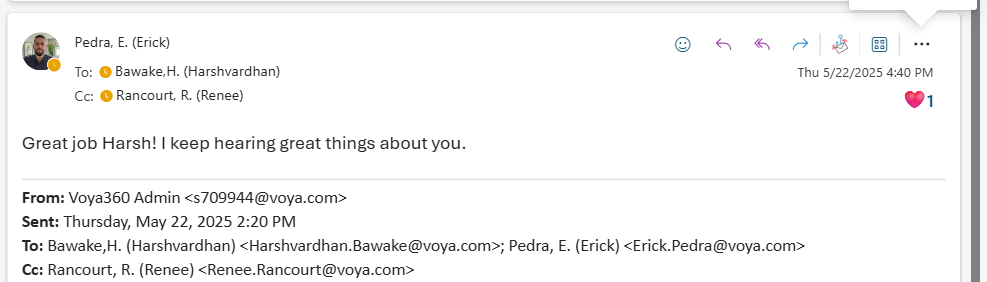 Pedra, E. (Erick)
To: Bawake,H. (Harshvardhan)
Cc: Rancourt, R. (Renee)
Thu 5/22/2025 4:40 PM
1
Great job Harsh! I keep hearing great things about you.
From: Voya360 Admin <s709944@voya.com>
Sent: Thursday, May 22, 2025 2:20 PM
To: Bawake,H. (Harshvardhan) <Harshvardhan.Bawake@voya.com>; Pedra, E. (Erick) <Erick.Pedra@voya.com>
Cc: Rancourt, R. (Renee) <Renee.Rancourt@voya.com>